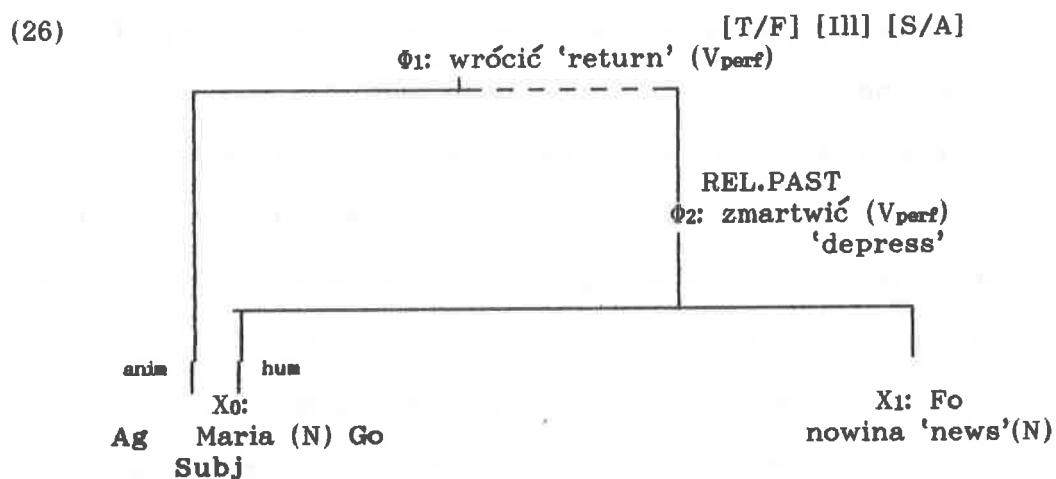 (26)
[T/F] [Ill] [S/A]
Φ1: wrócić ‘return’ (Vperf)
REL.PAST
Φ2: zmartwić (Vperf)
‘depress’
anim hum
X0: X1: Fo
Ag Maria (N) Go nowina ‘news’(N)
Subj